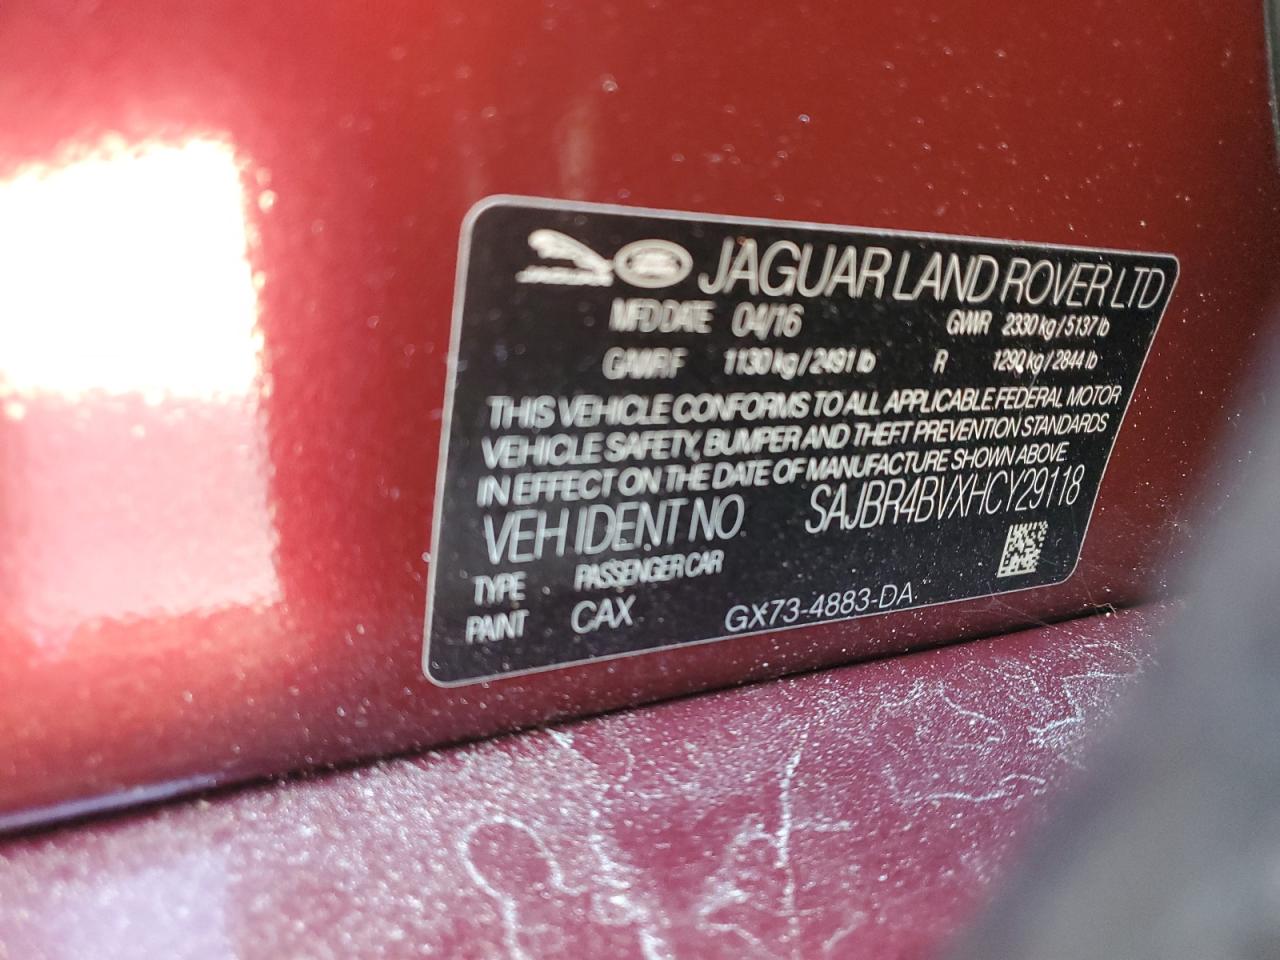 JAGUAR LAND ROVER LTD
MFD DATE 04/16 GWR 2330 kg / 5137 lb
GAWR F 1130 kg / 2491 lb R 1290 kg / 2844 lb
THIS VEHICLE CONFORMS TO ALL APPLICABLE FEDERAL MOTOR
VEHICLE SAFETY, BUMPER AND THEFT PREVENTION STANDARDS
IN EFFECT ON THE DATE OF MANUFACTURE SHOWN ABOVE.
VEH IDENT NO. SAJBR4BVXHCY29118
TYPE PASSENGER CAR
PAINT CAX GX73-4883-DA